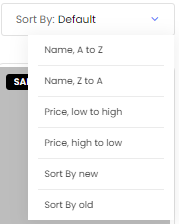 Sort By: Default
Name, A to Z
Name, Z to A
Price, low to high
Price, high to low
Sort By new
Sort By old